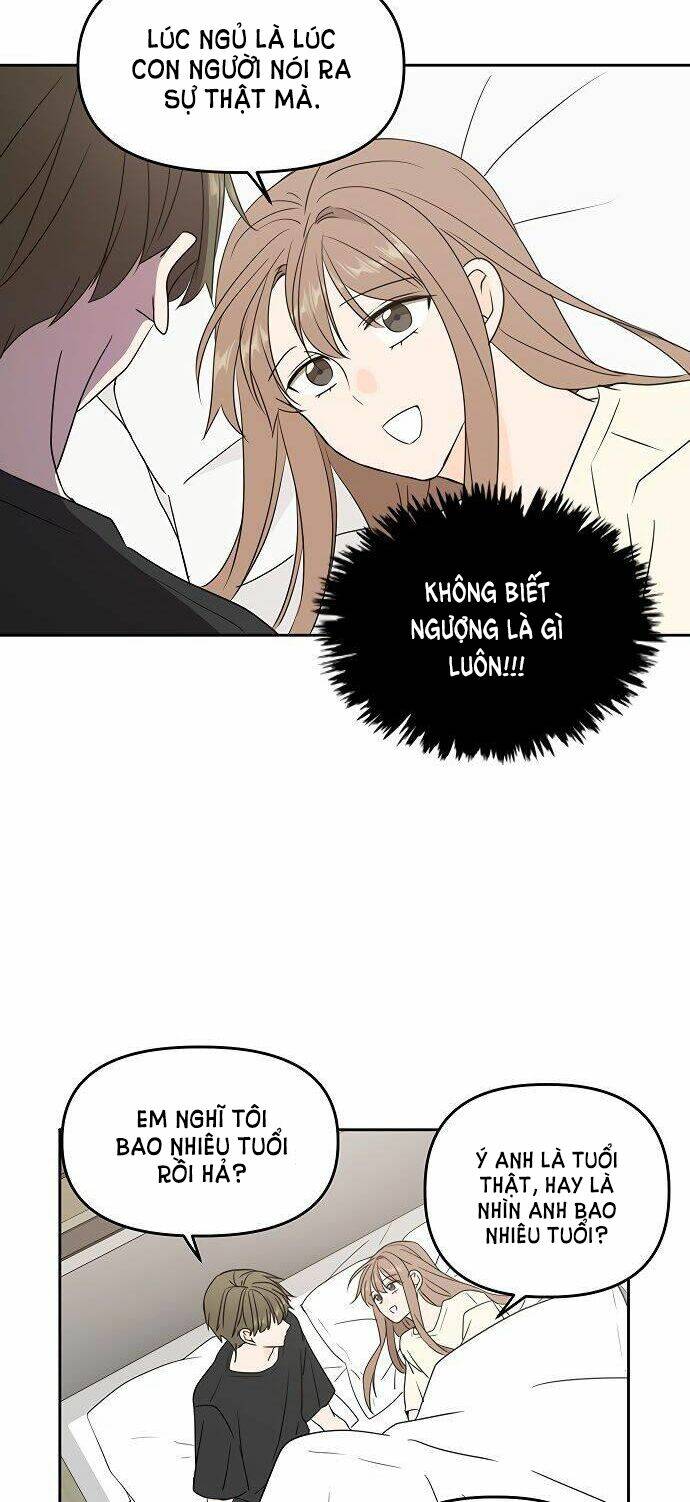 LÚC NGỦ LÀ LÚC
CON NGƯỜI NÓI RA
SỰ THẬT MÀ.
KHÔNG BIẾT
NGƯỢNG LÀ GÌ
LUÔN!!!
EM NGHĨ TÔI
BAO NHIÊU TUỔI
RỒI HẢ?
Ý ANH LÀ TUỔI
THẬT, HAY LÀ
NHÌN ANH BAO
NHIÊU TUỔI?